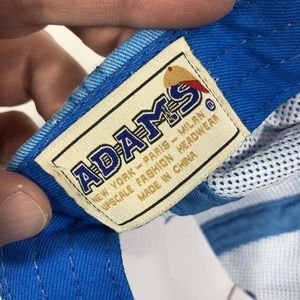 ADAMS ®
NEW YORK - PARIS - MILAN
UPSCALE FASHION HEADWEAR
MADE IN CHINA